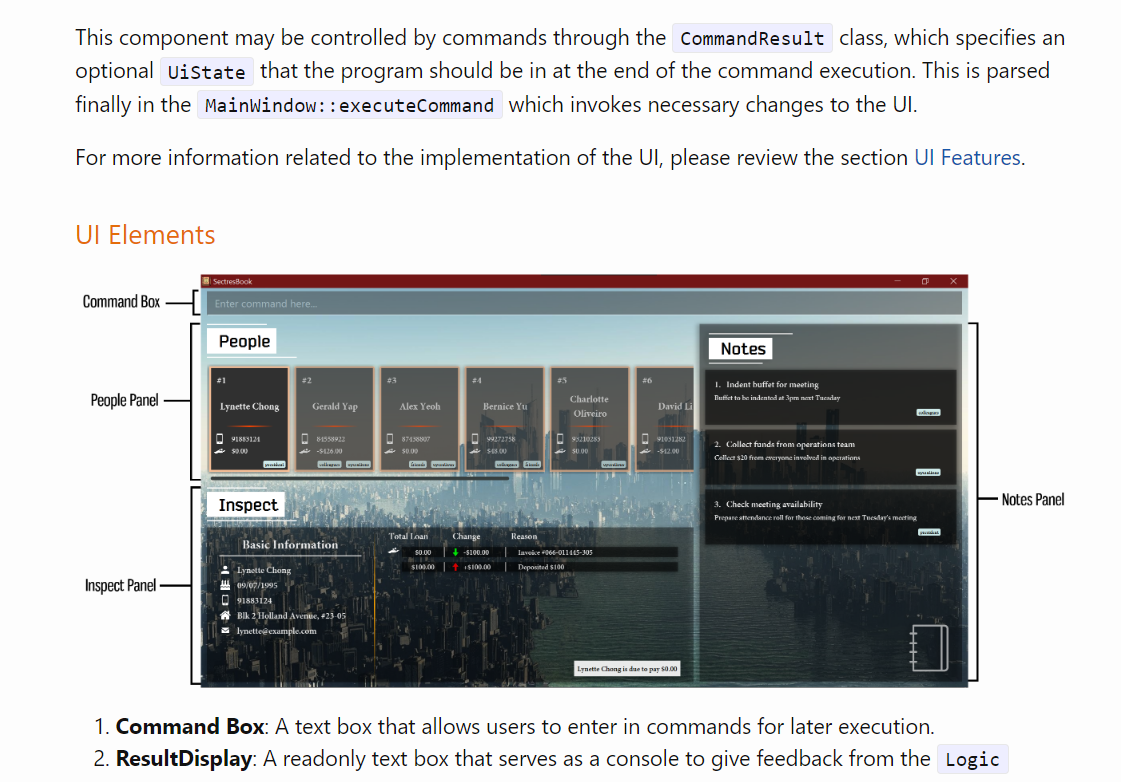 This component may be controlled by commands through the CommandResult class, which specifies an
optional UiState that the program should be in at the end of the command execution. This is parsed
finally in the MainWindow::executeCommand which invokes necessary changes to the UI.
For more information related to the implementation of the UI, please review the section UI Features.
UI Elements
SectresBook
Command Box
Enter command here...
People
People Panel
#1
Lynette Chong
91883124
$0.00
president
#2
Gerald Yap
84558922
-$126.00
colleagues operations
#3
Alex Yeoh
87438807
$0.00
friends operations
#4
Bernice Yu
99272758
$48.00
colleagues friends
#5
Charlotte
Oliveiro
93210283
$0.00
operations
#6
David Li
91031282
-$12.00
Notes
1. Indent buffet for meeting
Buffet to be indented at 3pm next Tuesday
colleagues
2. Collect funds from operations team
Collect $20 from everyone involved in operations
operations
3. Check meeting availability
Prepare attendance roll for those coming for next Tuesday's meeting
president
Notes Panel
Inspect
Inspect Panel
Basic Information
Lynette Chong
09/07/1995
91883124
Blk 2 Holland Avenue, #23-05
lynette@example.com
Total Loan Change Reason
$0.00 -$100.00 Invoice #066-011445-305
$100.00 +$100.00 Deposited $100
Lynette Chong is due to pay $0.00
1. Command Box: A text box that allows users to enter in commands for later execution.
2. ResultDisplay: A readonly text box that serves as a console to give feedback from the Logic